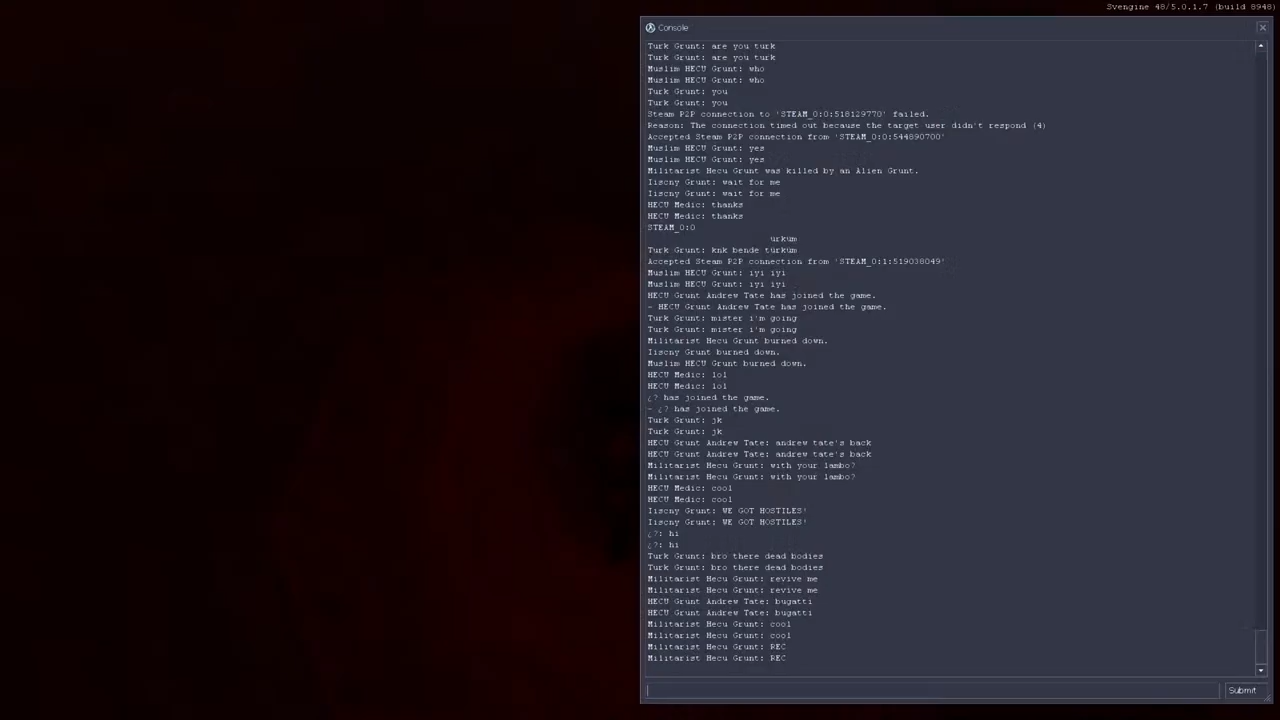 Svengine 48/5.0.1.7 (build 8948)
Console
Turk Grunt: are you turk
Turk Grunt: are you turk
Muslim HECU Grunt: who
Muslim HECU Grunt: who
Turk Grunt: you
Turk Grunt: you
Steam P2P connection to 'STEAM_0:0:518129770' failed.
Reason: The connection timed out because the target user didn't respond (4)
Accepted Steam P2P connection from 'STEAM_0:0:544890700'
Muslim HECU Grunt: yes
Muslim HECU Grunt: yes
Militarist Hecu Grunt was killed by an Alien Grunt.
Iiscny Grunt: wait for me
Iiscny Grunt: wait for me
HECU Medic: thanks
HECU Medic: thanks
STEAM_0:0
urkum
Turk Grunt: knk bende türküm
Accepted Steam P2P connection from 'STEAM_0:1:519038049'
Muslim HECU Grunt: iyi iyi
Muslim HECU Grunt: iyi iyi
HECU Grunt Andrew Tate has joined the game.
- HECU Grunt Andrew Tate has joined the game.
Turk Grunt: mister i'm going
Turk Grunt: mister i'm going
Militarist Hecu Grunt burned down.
Iiscny Grunt burned down.
Muslim HECU Grunt burned down.
HECU Medic: lol
HECU Medic: lol
¿? has joined the game.
- ¿? has joined the game.
Turk Grunt: jk
Turk Grunt: jk
HECU Grunt Andrew Tate: andrew tate's back
HECU Grunt Andrew Tate: andrew tate's back
Militarist Hecu Grunt: with your lambo?
Militarist Hecu Grunt: with your lambo?
HECU Medic: cool
HECU Medic: cool
Iiscny Grunt: WE GOT HOSTILES!
Iiscny Grunt: WE GOT HOSTILES!
¿?: hi
¿?: hi
Turk Grunt: bro there dead bodies
Turk Grunt: bro there dead bodies
Militarist Hecu Grunt: revive me
Militarist Hecu Grunt: revive me
HECU Grunt Andrew Tate: bugatti
HECU Grunt Andrew Tate: bugatti
Militarist Hecu Grunt: cool
Militarist Hecu Grunt: cool
Militarist Hecu Grunt: REC
Militarist Hecu Grunt: REC
Submit